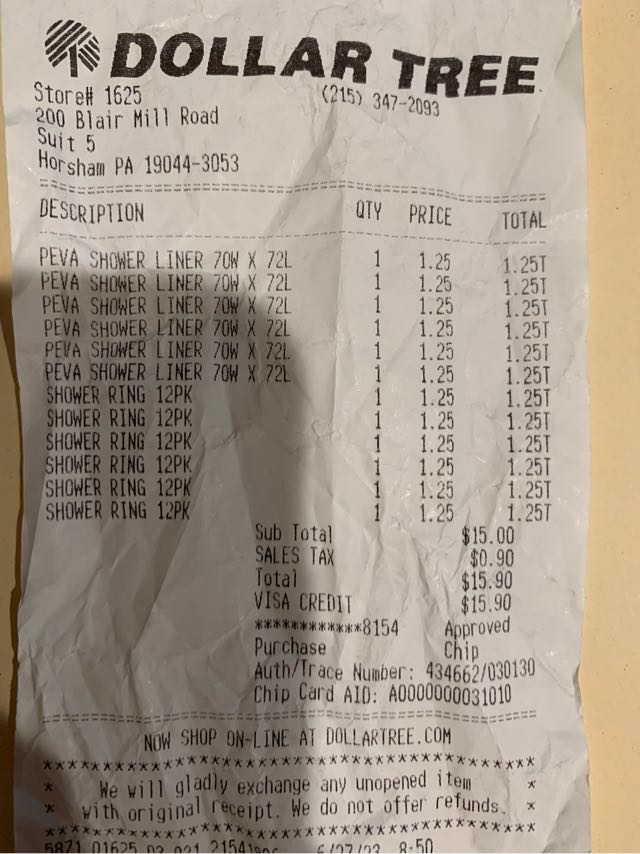 DOLLAR TREE
Store# 1625 (215) 347-2093
200 Blair Mill Road
Suit 5
Horsham PA 19044-3053
DESCRIPTION QTY PRICE TOTAL
PEVA SHOWER LINER 70W X 72L 1 1.25 1.25T
PEVA SHOWER LINER 70W X 72L 1 1.25 1.25T
PEVA SHOWER LINER 70W X 72L 1 1.25 1.25T
PEVA SHOWER LINER 70W X 72L 1 1.25 1.25T
PEVA SHOWER LINER 70W X 72L 1 1.25 1.25T
PEVA SHOWER LINER 70W X 72L 1 1.25 1.25T
SHOWER RING 12PK 1 1.25 1.25T
SHOWER RING 12PK 1 1.25 1.25T
SHOWER RING 12PK 1 1.25 1.25T
SHOWER RING 12PK 1 1.25 1.25T
SHOWER RING 12PK 1 1.25 1.25T
SHOWER RING 12PK 1 1.25 1.25T
Sub Total $15.00
SALES TAX $0.90
Total $15.90
VISA CREDIT $15.90
************8154 Approved
Purchase Chip
Auth/Trace Number: 434662/030130
Chip Card AID: A0000000031010
NOW SHOP ON-LINE AT DOLLARTREE.COM
* We will gladly exchange any unopened item *
* with original receipt. We do not offer refunds. *
5871 01625 03 021 6/27/23 8:50